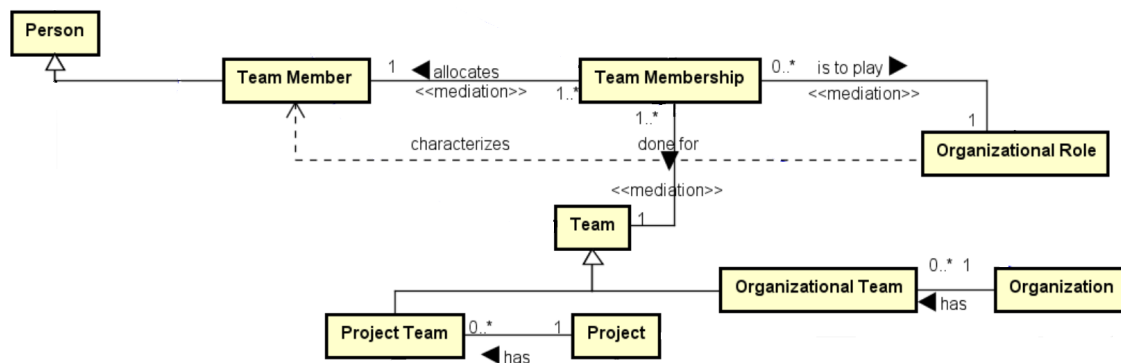 Person
Team Member
1
allocates
<<mediation>>
1..*
Team Membership
0..*
is to play
<<mediation>>
1
Organizational Role
1..*
characterizes
done for
<<mediation>>
1
Team
Organizational Team
0..*
1
has
Organization
Project Team
0..*
1
has
Project